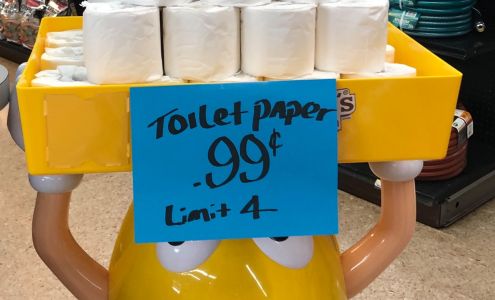 Toilet paper
.99¢
Limit 4